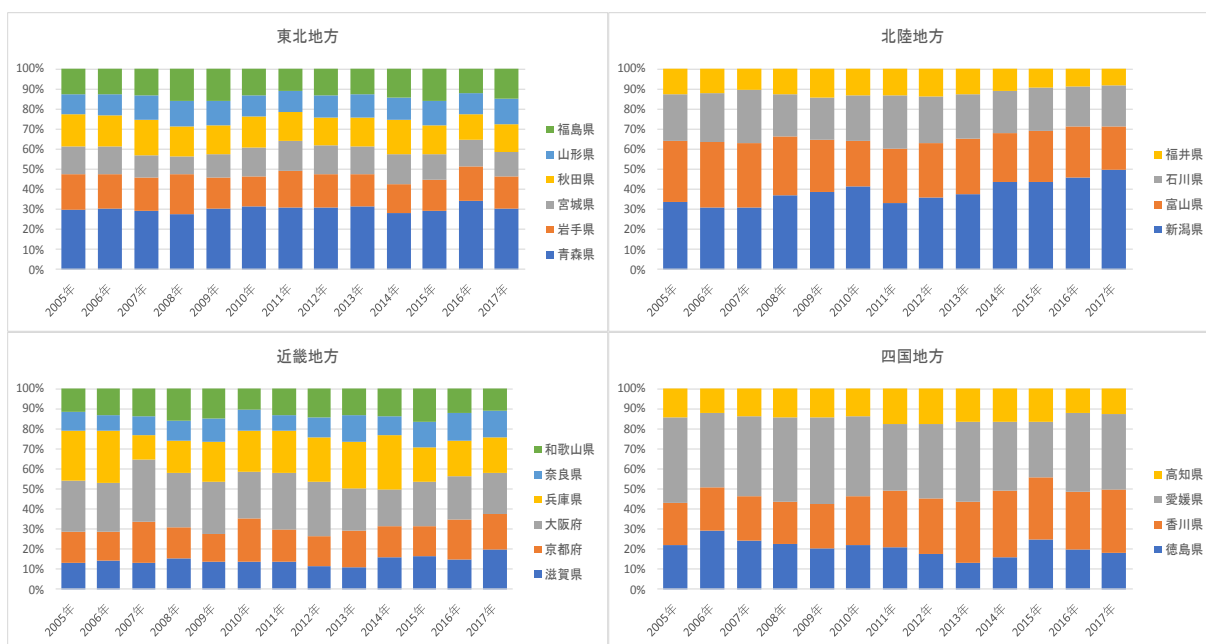 東北地方
100%
90%
80%
70%
60%
50%
40%
30%
20%
10%
0%
2005年 2006年 2007年 2008年 2009年 2010年 2011年 2012年 2013年 2014年 2015年 2016年 2017年
福島県
山形県
秋田県
宮城県
岩手県
青森県
北陸地方
100%
90%
80%
70%
60%
50%
40%
30%
20%
10%
0%
2005年 2006年 2007年 2008年 2009年 2010年 2011年 2012年 2013年 2014年 2015年 2016年 2017年
福井県
石川県
富山県
新潟県
近畿地方
100%
90%
80%
70%
60%
50%
40%
30%
20%
10%
0%
2005年 2006年 2007年 2008年 2009年 2010年 2011年 2012年 2013年 2014年 2015年 2016年 2017年
和歌山県
奈良県
兵庫県
大阪府
京都府
滋賀県
四国地方
100%
90%
80%
70%
60%
50%
40%
30%
20%
10%
0%
2005年 2006年 2007年 2008年 2009年 2010年 2011年 2012年 2013年 2014年 2015年 2016年 2017年
高知県
愛媛県
香川県
徳島県